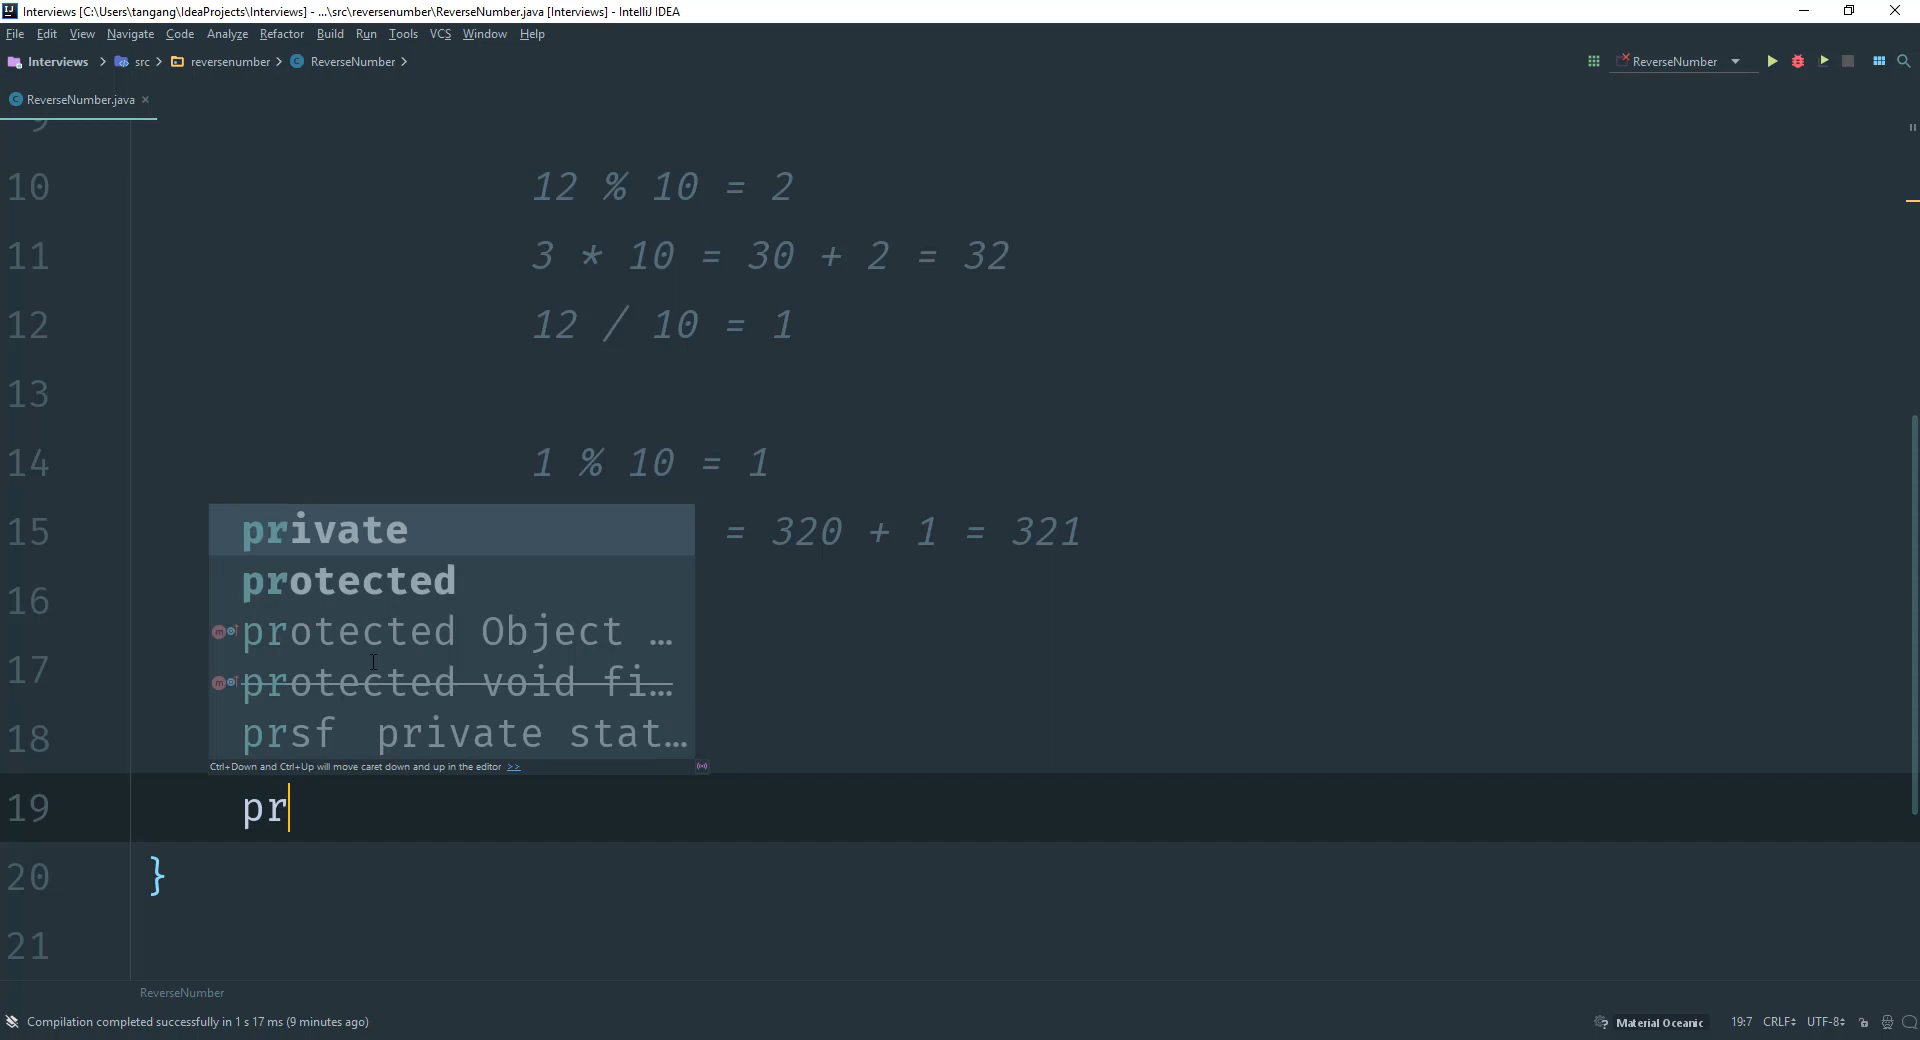 Interviews [C:\Users\tangang\IdeaProjects\Interviews] - ...\src\reversenumber\ReverseNumber.java [Interviews] - IntelliJ IDEA
File Edit View Navigate Code Analyze Refactor Build Run Tools VCS Window Help
Interviews src reversenumber ReverseNumber ReverseNumber
ReverseNumber.java
9
10 12 % 10 = 2
11 3 * 10 = 30 + 2 = 32
12 12 / 10 = 1
13
14 1 % 10 = 1
15 = 320 + 1 = 321
private
protected
16
protected Object …
17
protected void fi…
18
prsf private stat…
Ctrl+Down and Ctrl+Up will move caret down and up in the editor >>
19 pr
20 }
21
ReverseNumber
Compilation completed successfully in 1 s 17 ms (9 minutes ago)
Material Oceanic 19:7 CRLF UTF-8